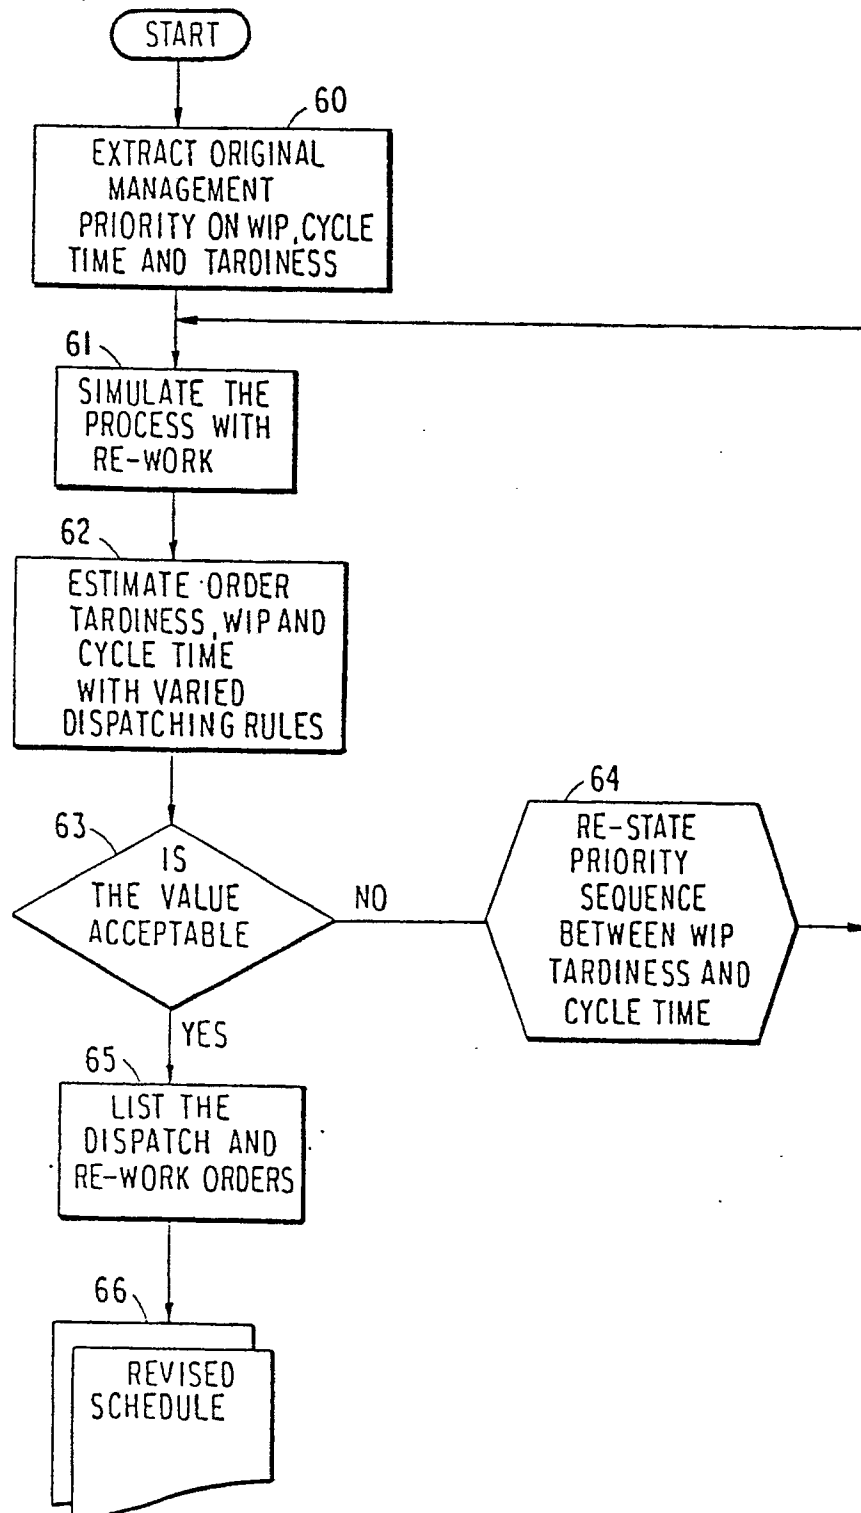 START
60
EXTRACT ORIGINAL
MANAGEMENT
PRIORITY ON WIP, CYCLE
TIME AND TARDINESS
61
SIMULATE THE
PROCESS WITH
RE-WORK
62
ESTIMATE ORDER
TARDINESS, WIP AND
CYCLE TIME
WITH VARIED
DISPATCHING RULES
63
IS
THE VALUE
ACCEPTABLE
NO
64
RE-STATE
PRIORITY
SEQUENCE
BETWEEN WIP
TARDINESS AND
CYCLE TIME
YES
65
LIST THE
DISPATCH AND
RE-WORK ORDERS
66
REVISED
SCHEDULE